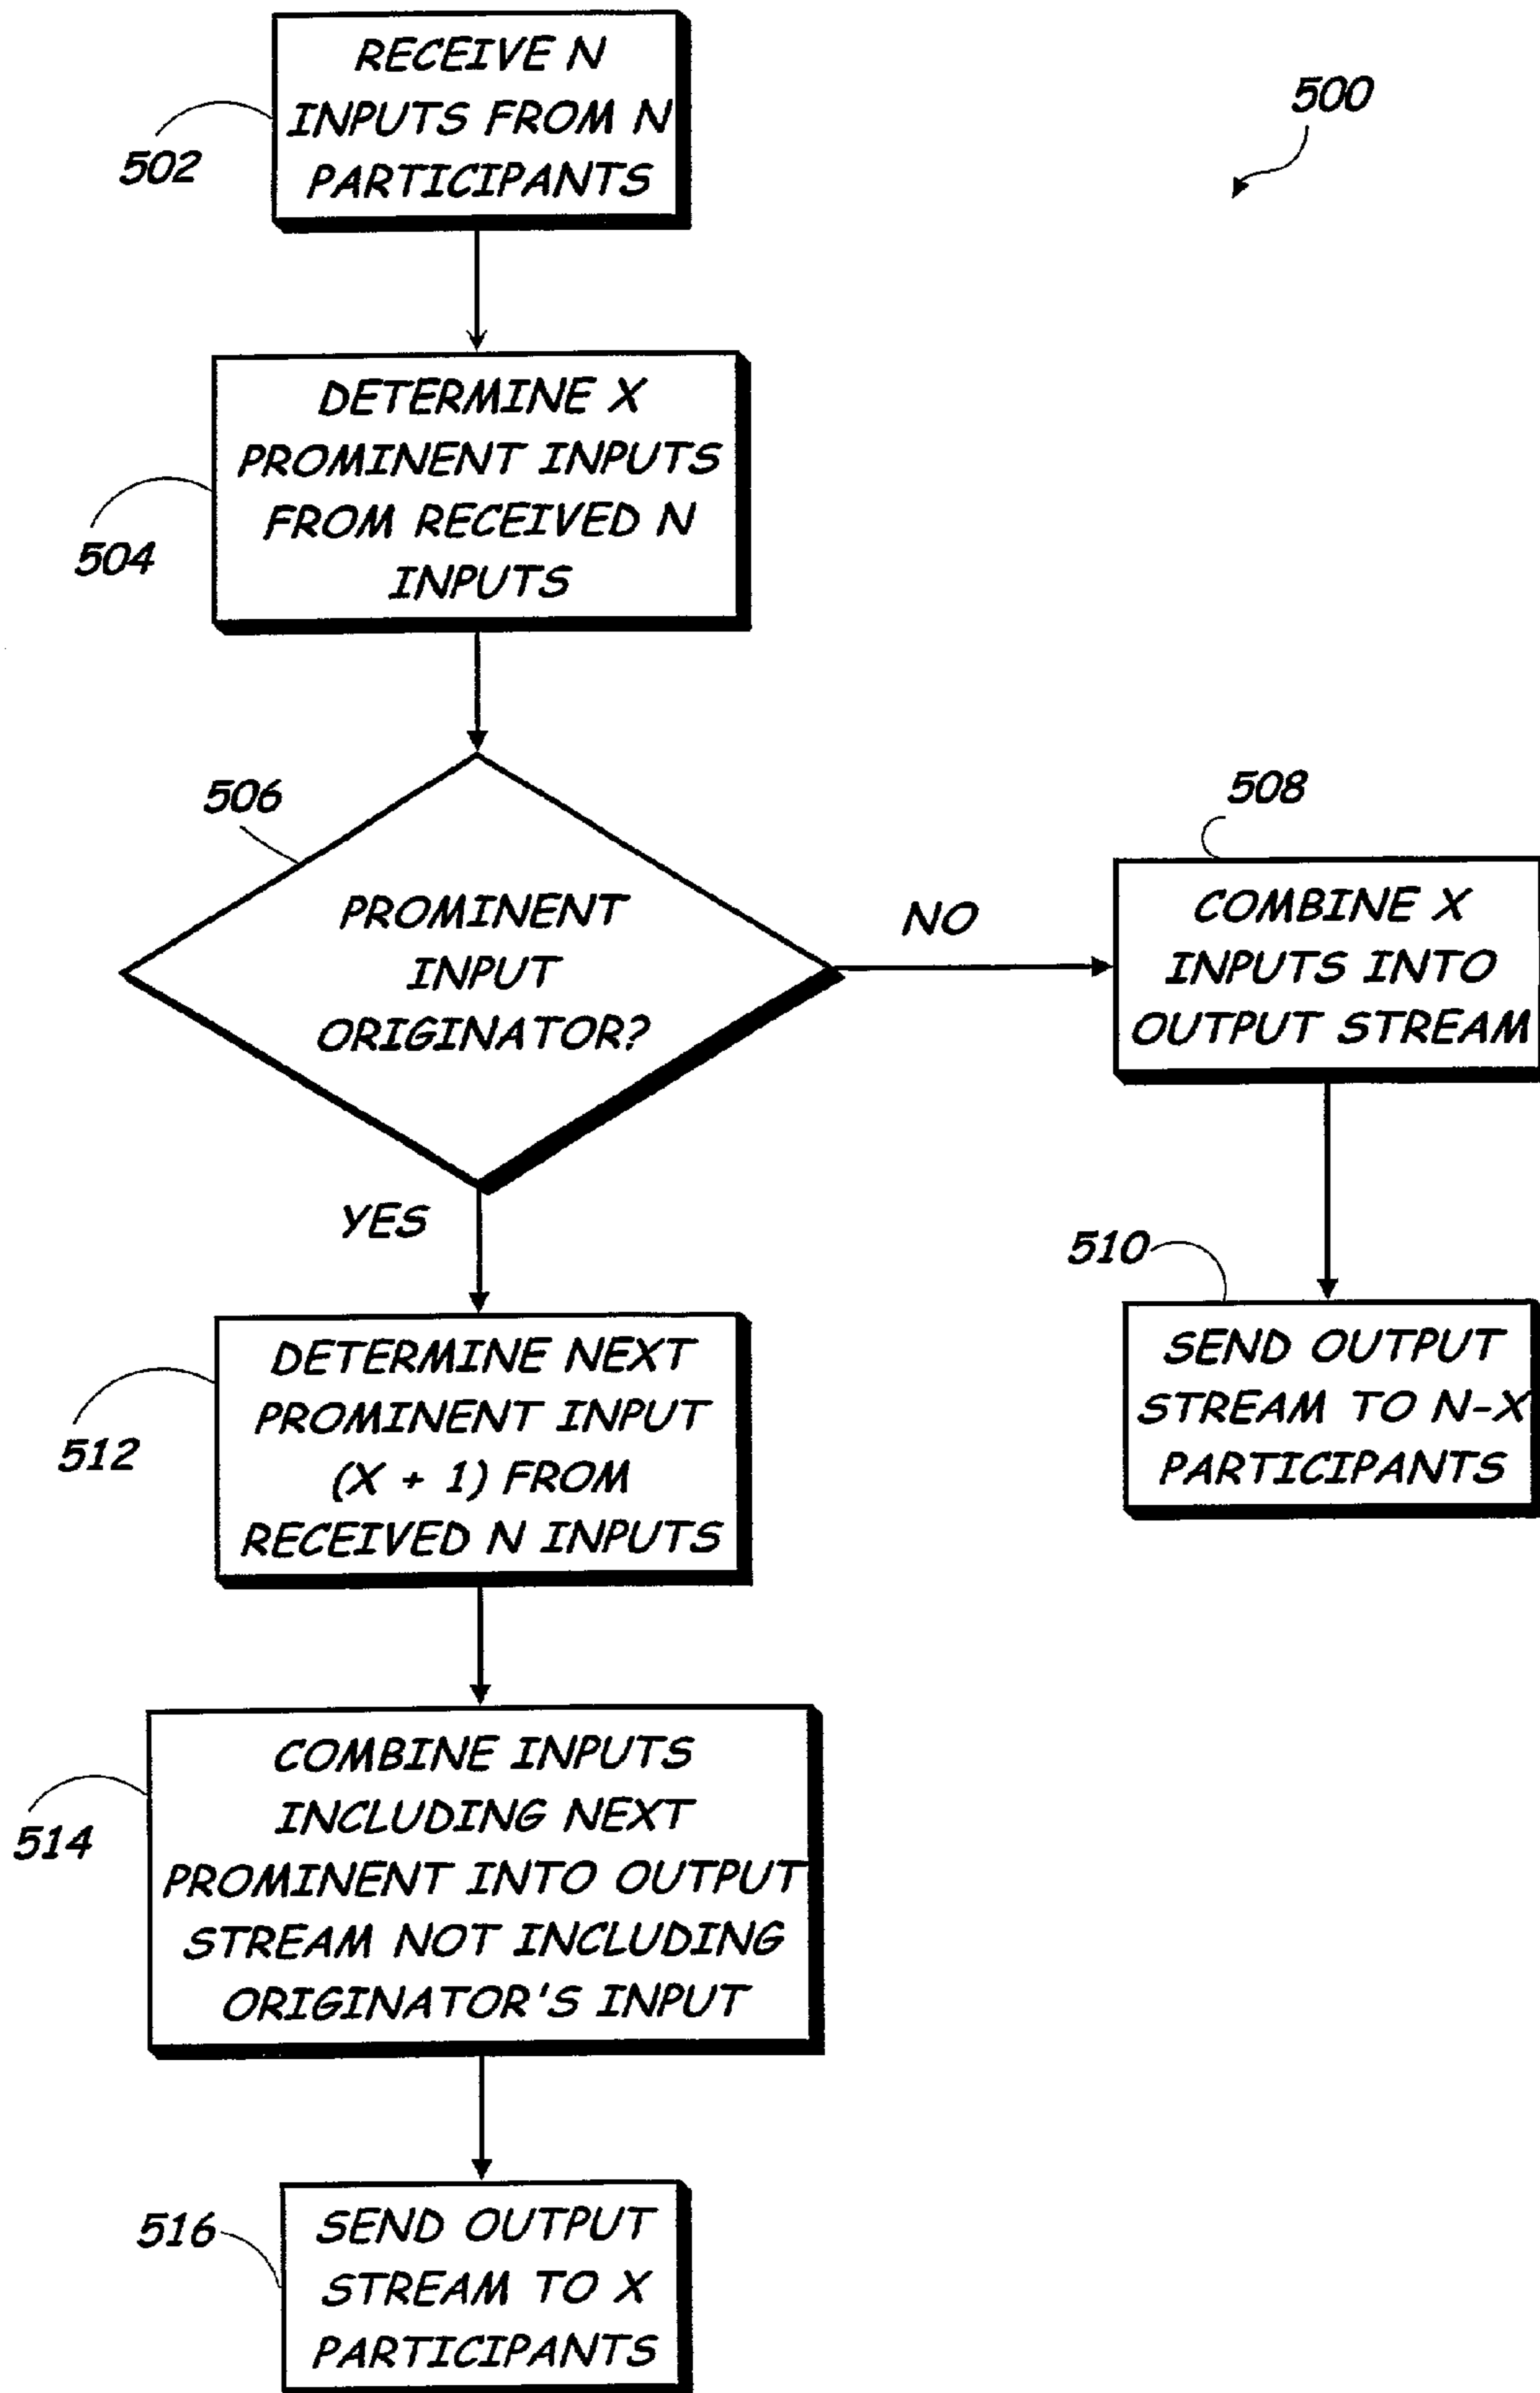 RECEIVE N
INPUTS FROM N
PARTICIPANTS
502
500
DETERMINE X
PROMINENT INPUTS
FROM RECEIVED N
INPUTS
504
506
PROMINENT
INPUT
ORIGINATOR?
NO
508
COMBINE X
INPUTS INTO
OUTPUT STREAM
YES
510
SEND OUTPUT
STREAM TO N-X
PARTICIPANTS
DETERMINE NEXT
PROMINENT INPUT
(X + 1) FROM
RECEIVED N INPUTS
512
COMBINE INPUTS
INCLUDING NEXT
PROMINENT INTO OUTPUT
STREAM NOT INCLUDING
ORIGINATOR'S INPUT
514
516
SEND OUTPUT
STREAM TO X
PARTICIPANTS